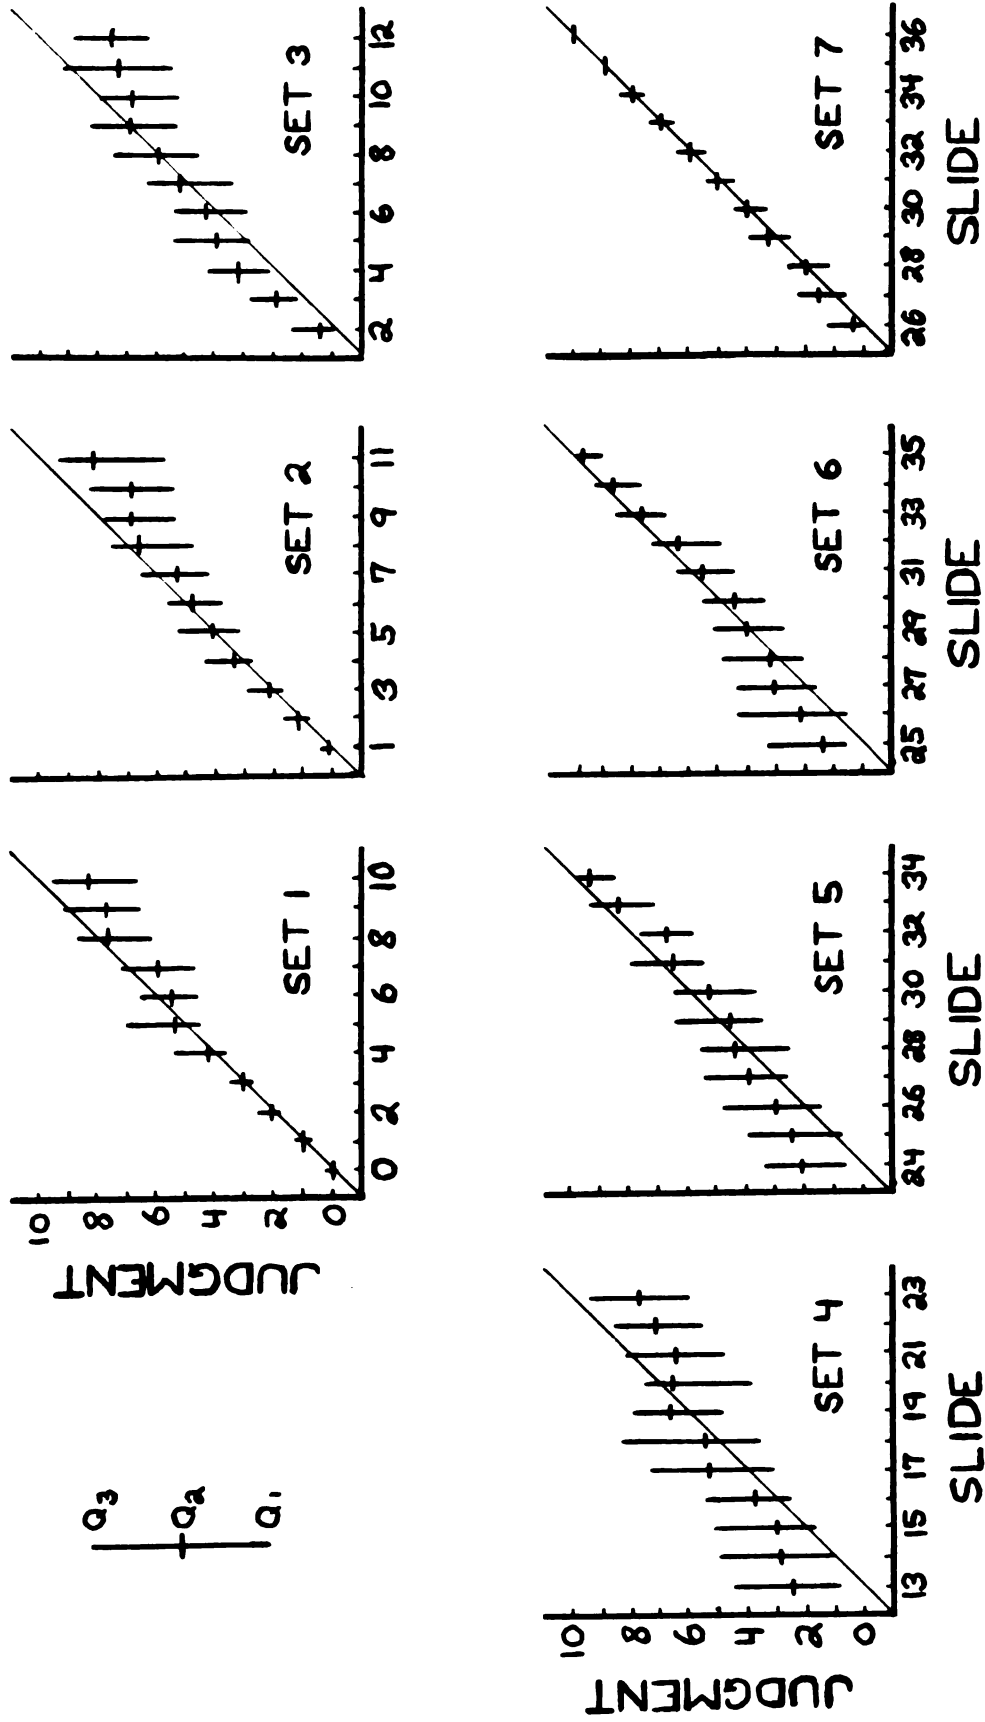 Q3
Q2
Q1
JUDGMENT
10
8
6
4
2
0
SET 1
0 2 4 6 8 10
SET 2
1 3 5 7 9 11
SET 3
2 4 6 8 10 12
JUDGMENT
10
8
6
4
2
0
SET 4
13 15 17 19 21 23
SLIDE
SET 5
24 26 28 30 32 34
SLIDE
SET 6
25 27 29 31 33 35
SLIDE
SET 7
26 28 30 32 34 36
SLIDE